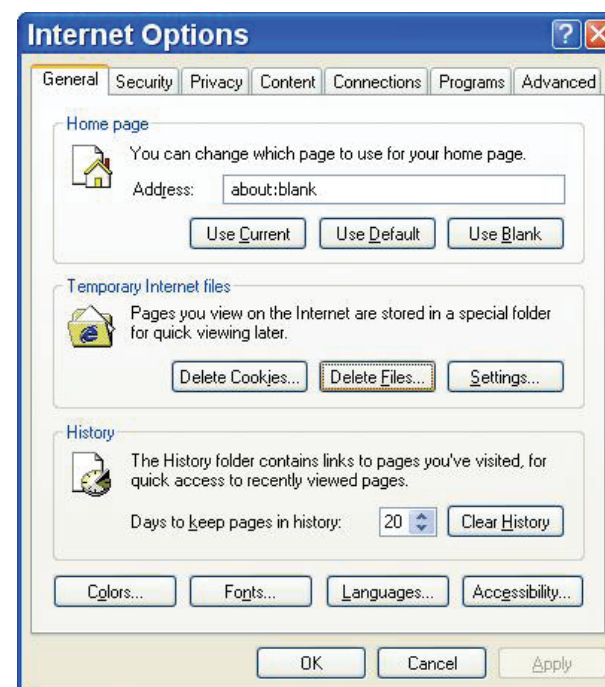 Internet Options
General Security Privacy Content Connections Programs Advanced
Home page
You can change which page to use for your home page.
Address: about:blank
Use Current Use Default Use Blank
Temporary Internet files
Pages you view on the Internet are stored in a special folder
for quick viewing later.
Delete Cookies... Delete Files... Settings...
History
The History folder contains links to pages you've visited, for
quick access to recently viewed pages.
Days to keep pages in history: 20 Clear History
Colors... Fonts... Languages... Accessibility...
OK Cancel Apply